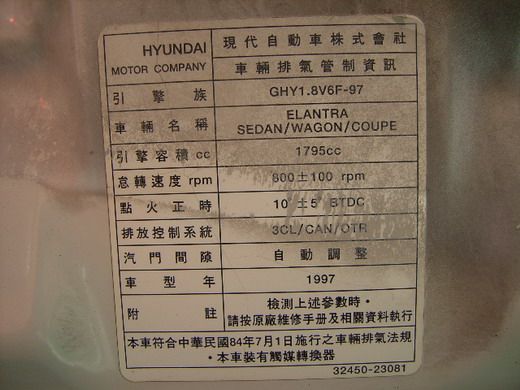 HYUNDAI
MOTOR COMPANY
現代自動車株式會社
車輛排氣管制資訊
引擎族 GHY1.8V6F-97
車輛名稱 ELANTRA
SEDAN/WAGON/COUPE
引擎容積cc 1795cc
怠轉速度rpm 800±100 rpm
點火正時 10°±5° BTDC
排放控制系統 3CL/CAN/OTR
汽門間隙 自動調整
車型年 1997
附註 檢測上述參數時·
請按原廠維修手冊及相關資料執行
本車符合中華民國84年7月1日施行之車輛排氣法規
·本車裝有觸媒轉換器
32450-23081